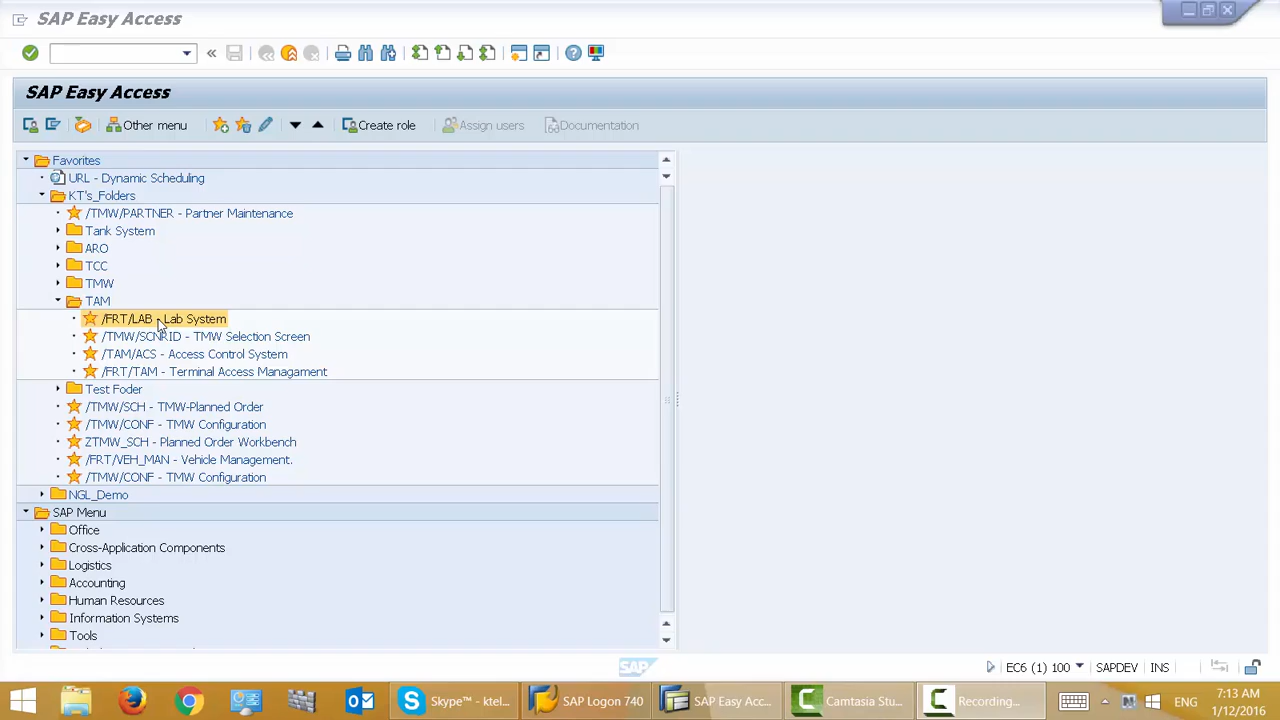 SAP Easy Access
SAP Easy Access
Other menu
Create role
Assign users
Documentation
Favorites
URL - Dynamic Scheduling
KT's_Folders
/TMW/PARTNER - Partner Maintenance
Tank System
ARO
TCC
TMW
TAM
/FRT/LAB - Lab System
/TMW/SCNRID - TMW Selection Screen
/TAM/ACS - Access Control System
/FRT/TAM - Terminal Access Managament
Test Foder
/TMW/SCH - TMW-Planned Order
/TMW/CONF - TMW Configuration
ZTMW_SCH - Planned Order Workbench
/FRT/VEH_MAN - Vehicle Management.
/TMW/CONF - TMW Configuration
NGL_Demo
SAP Menu
Office
Cross-Application Components
Logistics
Accounting
Human Resources
Information Systems
Tools
SAP
EC6 (1) 100
SAPDEV
INS
Skype™ - ktel...
SAP Logon 740
SAP Easy Acc...
Camtasia Stu...
Recording...
ENG
7:13 AM
1/12/2016